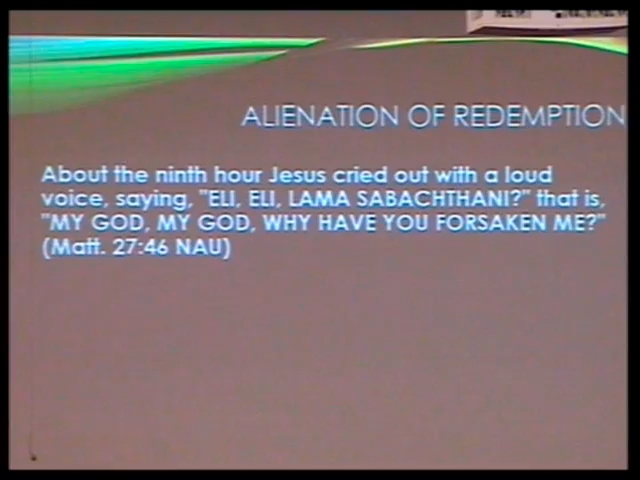 ALIENATION OF REDEMPTION
About the ninth hour Jesus cried out with a loud
voice, saying, "ELI, ELI, LAMA SABACHTHANI?" that is,
"MY GOD, MY GOD, WHY HAVE YOU FORSAKEN ME?"
(Matt. 27:46 NAU)